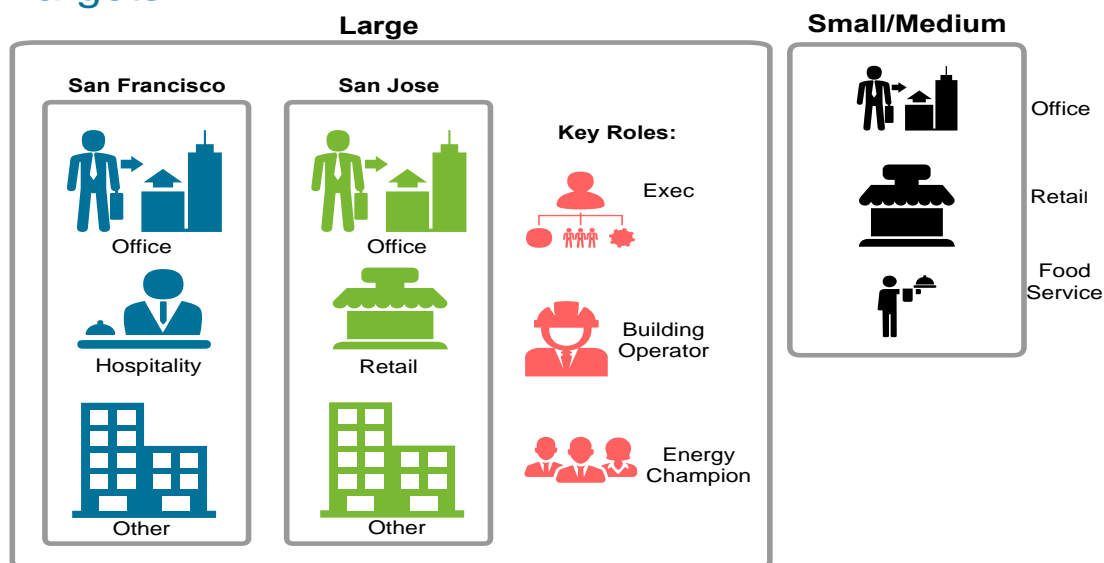 Large
San Francisco
Office
Hospitality
Other
San Jose
Office
Retail
Other
Key Roles:
Exec
Building
Operator
Energy
Champion
Small/Medium
Office
Retail
Food
Service